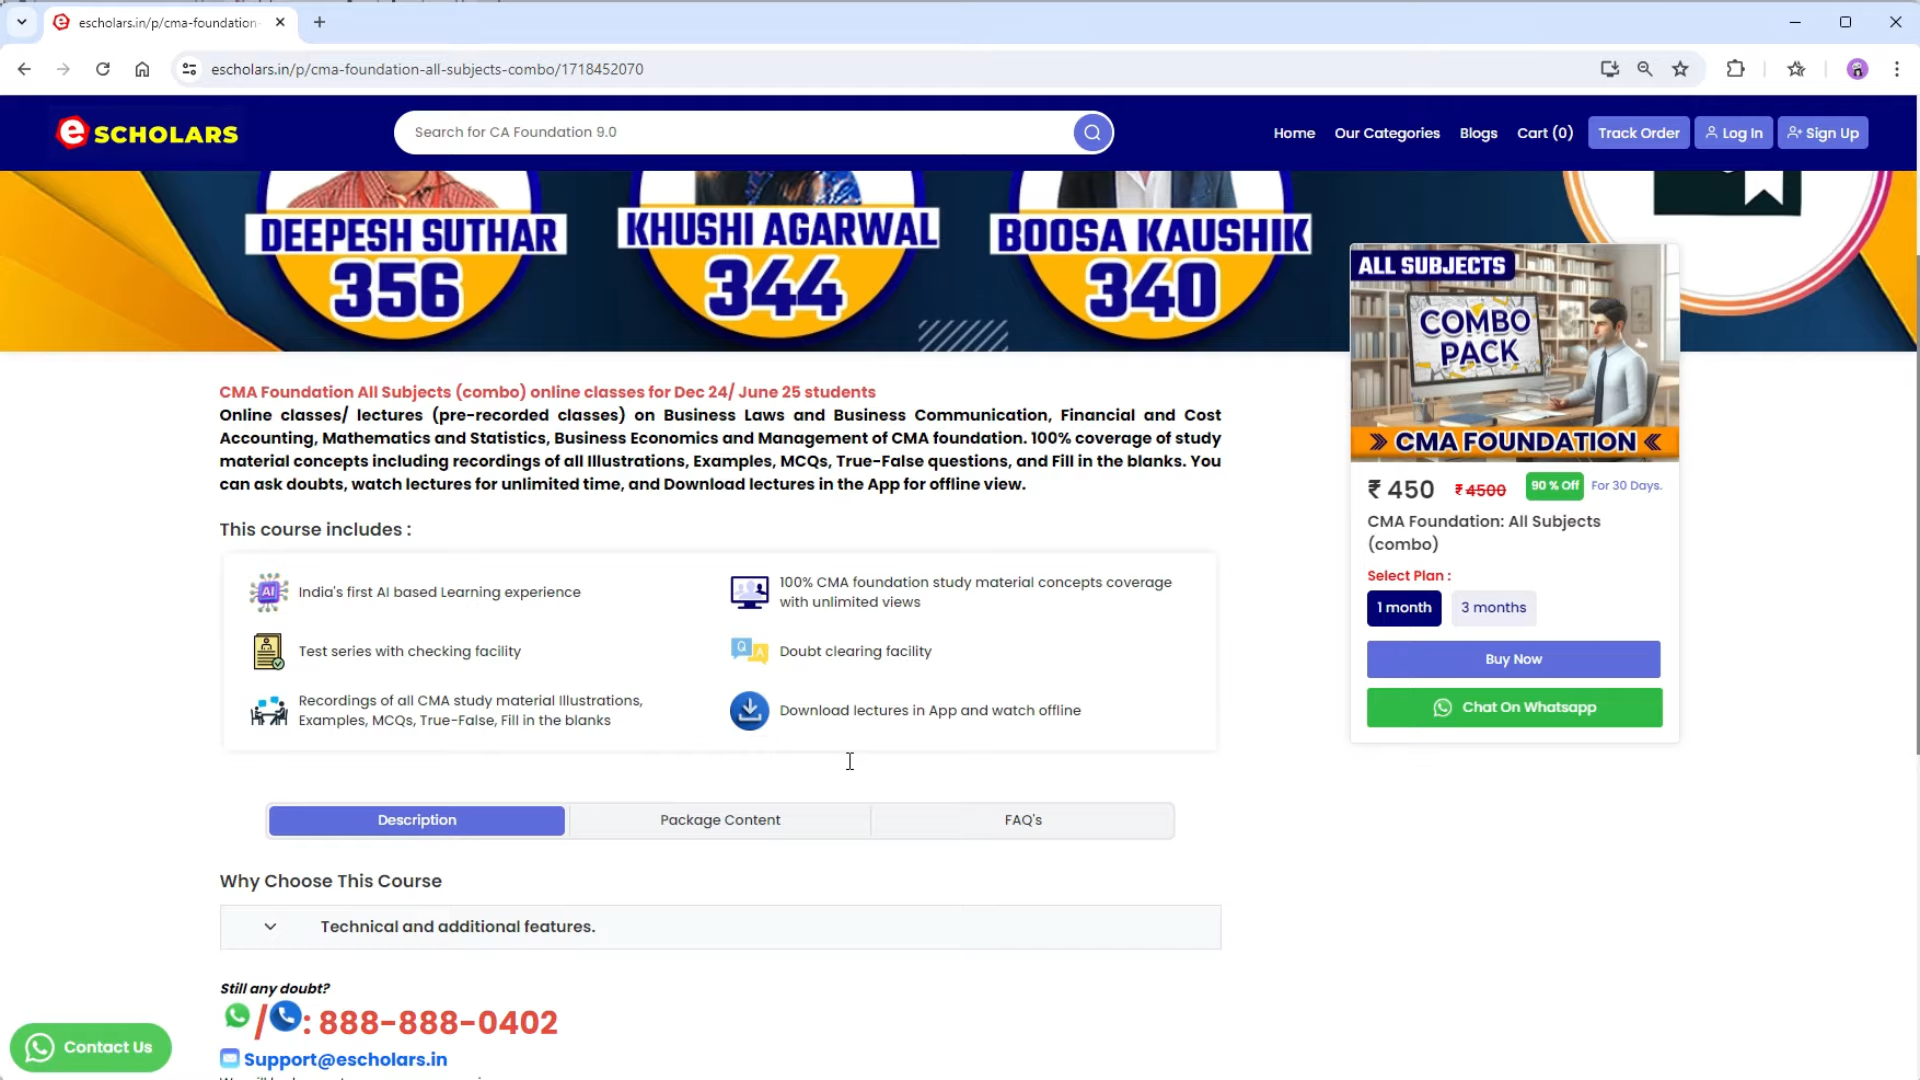 escholars.in/p/cma-foundation-
escholars.in/p/cma-foundation-all-subjects-combo/1718452070
e SCHOLARS
Search for CA Foundation 9.0
Home
Our Categories
Blogs
Cart (0)
Track Order
Log In
Sign Up
DEEPESH SUTHAR
356
KHUSHI AGARWAL
344
BOOSA KAUSHIK
340
ALL SUBJECTS
COMBO
PACK
CMA FOUNDATION
CMA Foundation All Subjects (combo) online classes for Dec 24/ June 25 students
Online classes/ lectures (pre-recorded classes) on Business Laws and Business Communication, Financial and Cost
Accounting, Mathematics and Statistics, Business Economics and Management of CMA foundation. 100% coverage of study
material concepts including recordings of all Illustrations, Examples, MCQs, True-False questions, and Fill in the blanks. You
can ask doubts, watch lectures for unlimited time, and Download lectures in the App for offline view.
₹ 450 ₹ 4500 90 % Off For 30 Days.
CMA Foundation: All Subjects
(combo)
Select Plan :
1 month
3 months
Buy Now
Chat On Whatsapp
This course includes :
AI
India's first AI based Learning experience
100% CMA foundation study material concepts coverage
with unlimited views
Test series with checking facility
Q A
Doubt clearing facility
Recordings of all CMA study material Illustrations,
Examples, MCQs, True-False, Fill in the blanks
Download lectures in App and watch offline
Description
Package Content
FAQ's
Why Choose This Course
Technical and additional features.
Still any doubt?
/ : 888-888-0402
Support@escholars.in
Contact Us